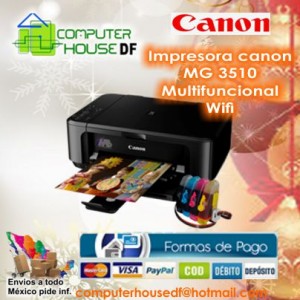 COMPUTER
HOUSE DF
Canon
Impresora canon
MG 3510
Multifuncional
Wifi
Canon
Formas de Pago
VISA
PayPal
COD
DÉBITO
DEPÓSITO
Envios a todo
México pide inf.
computerhousedf@hotmail.com